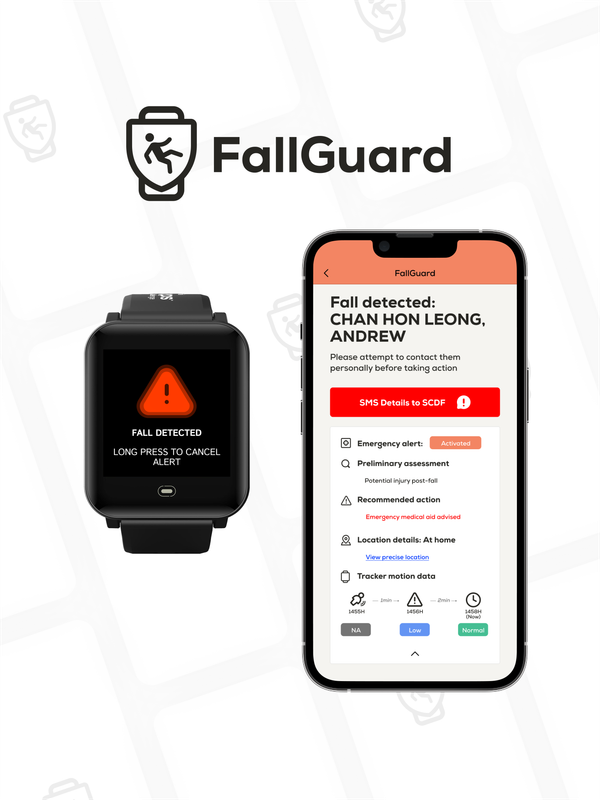 FallGuard
FALL DETECTED
LONG PRESS TO CANCEL
ALERT
FallGuard
Fall detected:
CHAN HON LEONG,
ANDREW
Please attempt to contact them
personally before taking action
SMS Details to SCDF
Emergency alert: Activated
Preliminary assessment
Potential injury post-fall
Recommended action
Emergency medical aid advised
Location details: At home
View precise location
Tracker motion data
1min 2min
1455H 1456H 1458H
(Now)
NA Low Normal